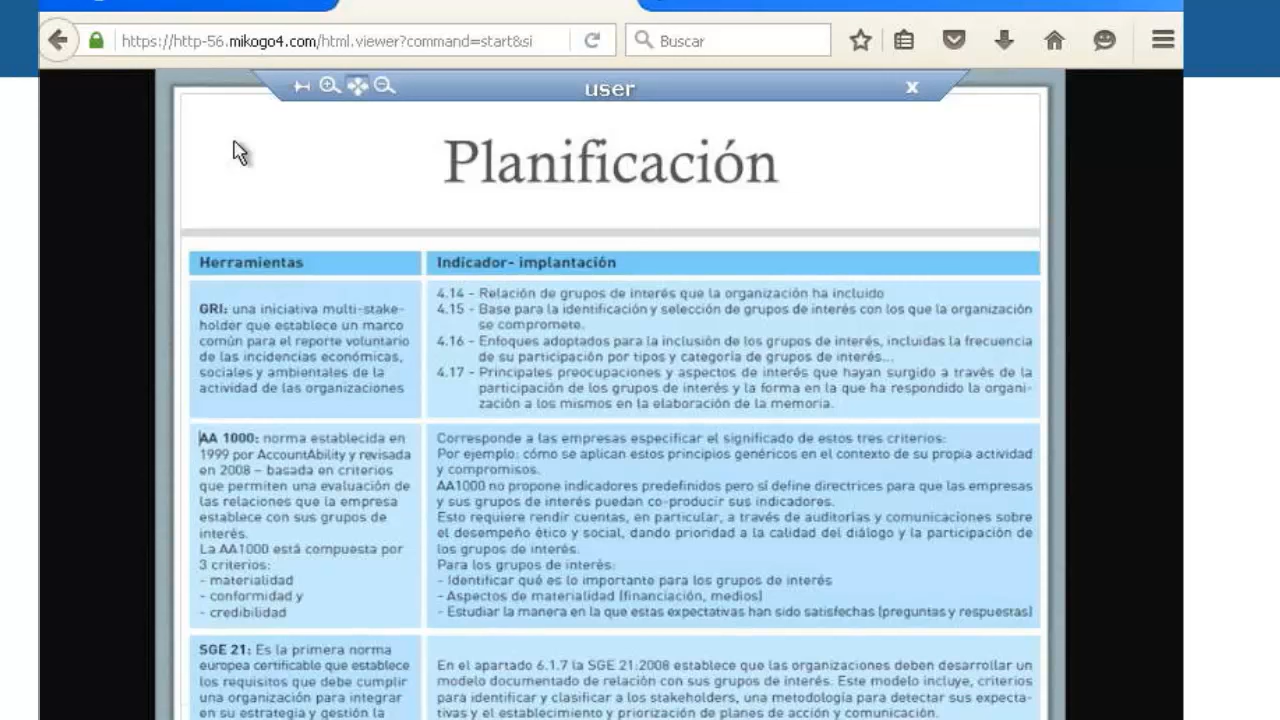 https://http-56.mikogo4.com/html.viewer?command=start&si
Buscar
user
x
Planificación
Herramientas
Indicador- implantación
GRI: una iniciativa multi-stake-
holder que establece un marco
común para el reporte voluntario
de las incidencias económicas,
sociales y ambientales de la
actividad de las organizaciones
4.14 - Relación de grupos de interés que la organización ha incluido
4.15 - Base para la identificación y selección de grupos de interés con los que la organización
se compromete.
4.16 - Enfoques adoptados para la inclusión de los grupos de interés, incluidas la frecuencia
de su participación por tipos y categoría de grupos de interés...
4.17 - Principales preocupaciones y aspectos de interés que hayan surgido a través de la
participación de los grupos de interés y la forma en la que ha respondido la organi-
zación a los mismos en la elaboración de la memoria.
AA 1000: norma establecida en
1999 por AccountAbility y revisada
en 2008 – basada en criterios
que permiten una evaluación de
las relaciones que la empresa
establece con sus grupos de
interés.
La AA1000 está compuesta por
3 criterios:
- materialidad
- conformidad y
- credibilidad
Corresponde a las empresas especificar el significado de estos tres criterios:
Por ejemplo: cómo se aplican estos principios genéricos en el contexto de su propia actividad
y compromisos.
AA1000 no propone indicadores predefinidos pero sí define directrices para que las empresas
y sus grupos de interés puedan co-producir sus indicadores.
Esto requiere rendir cuentas, en particular, a través de auditorías y comunicaciones sobre
el desempeño ético y social, dando prioridad a la calidad del diálogo y la participación de
los grupos de interés.
Para los grupos de interés:
- Identificar qué es lo importante para los grupos de interés
- Aspectos de materialidad (financiación, medios)
- Estudiar la manera en la que estas expectativas han sido satisfechas (preguntas y respuestas)
SGE 21: Es la primera norma
europea certificable que establece
los requisitos que debe cumplir
una organización para integrar
en su estrategia y gestión la
En el apartado 6.1.7 la SGE 21:2008 establece que las organizaciones deben desarrollar un
modelo documentado de relación con sus grupos de interés. Este modelo incluye, criterios
para identificar y clasificar a los stakeholders, una metodología para detectar sus expecta-
tivas y el establecimiento y priorización de planes de acción y comunicación.